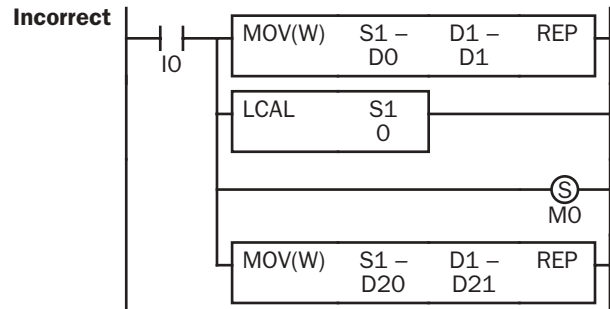 Incorrect
I0
MOV(W) S1 – D1 – REP
D0 D1
LCAL S1
0
S
M0
MOV(W) S1 – D1 – REP
D20 D21